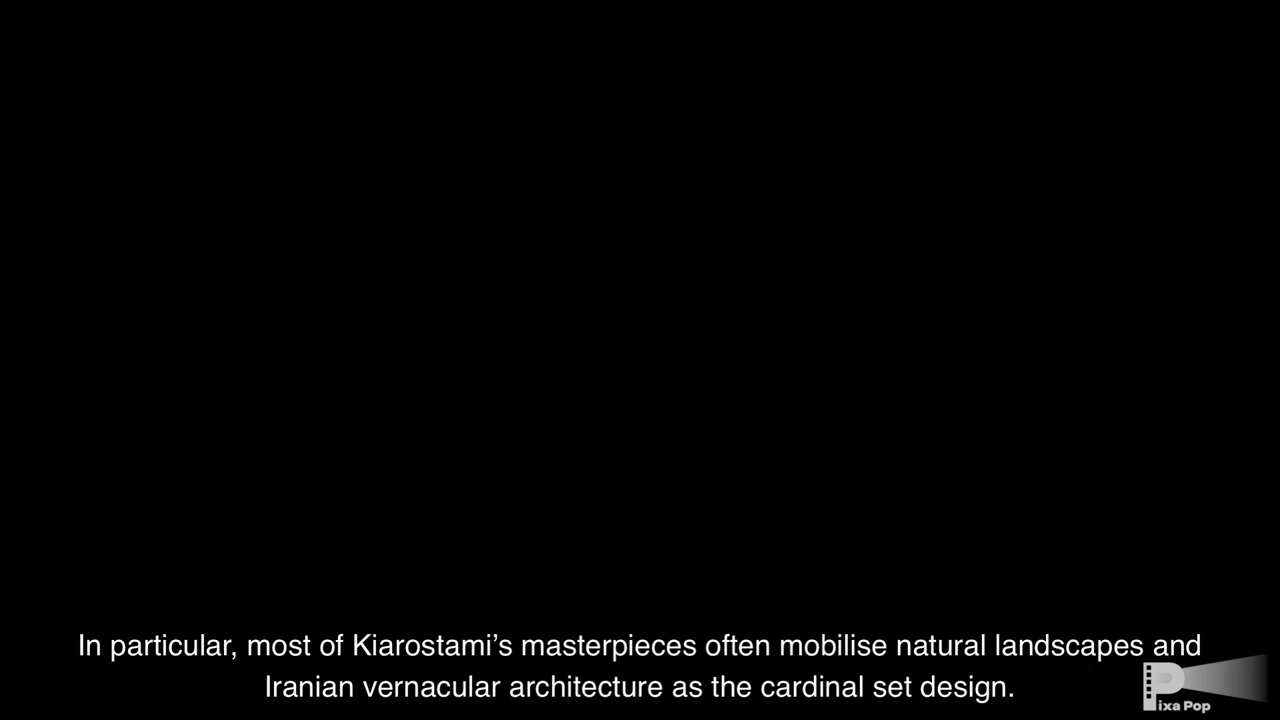 In particular, most of Kiarostami’s masterpieces often mobilise natural landscapes and
Iranian vernacular architecture as the cardinal set design.
Pixa Pop